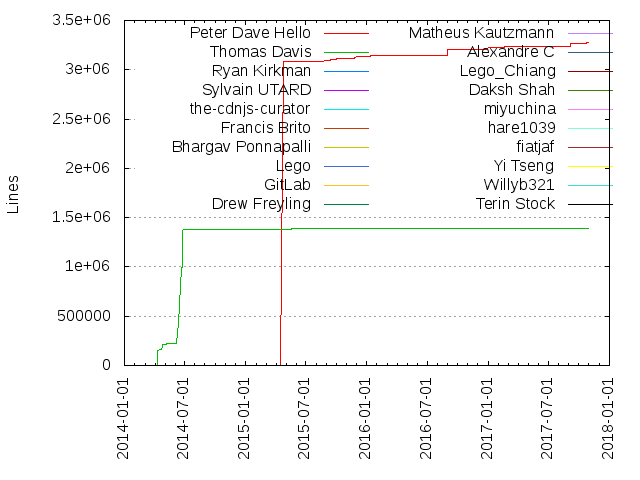 3.5e+06
3e+06
2.5e+06
2e+06
1.5e+06
1e+06
500000
0
Lines
Peter Dave Hello
Thomas Davis
Ryan Kirkman
Sylvain UTARD
the-cdnjs-curator
Francis Brito
Bhargav Ponnapalli
Lego
GitLab
Drew Freyling
Matheus Kautzmann
Alexandre C
Lego_Chiang
Daksh Shah
miyuchina
hare1039
fiatjaf
Yi Tseng
Willyb321
Terin Stock
2014-01-01
2014-07-01
2015-01-01
2015-07-01
2016-01-01
2016-07-01
2017-01-01
2017-07-01
2018-01-01